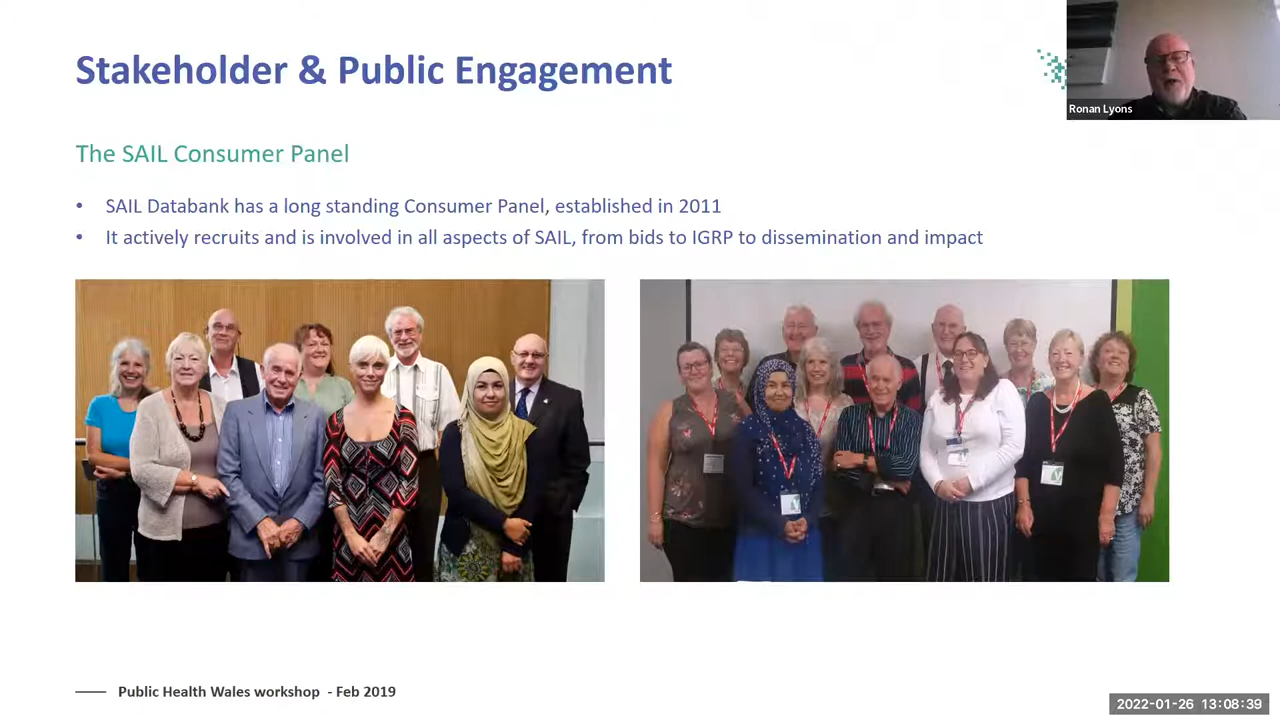 Stakeholder & Public Engagement
Ronan Lyons
The SAIL Consumer Panel
• SAIL Databank has a long standing Consumer Panel, established in 2011
• It actively recruits and is involved in all aspects of SAIL, from bids to IGRP to dissemination and impact
Public Health Wales workshop - Feb 2019
2022-01-26 13:08:39